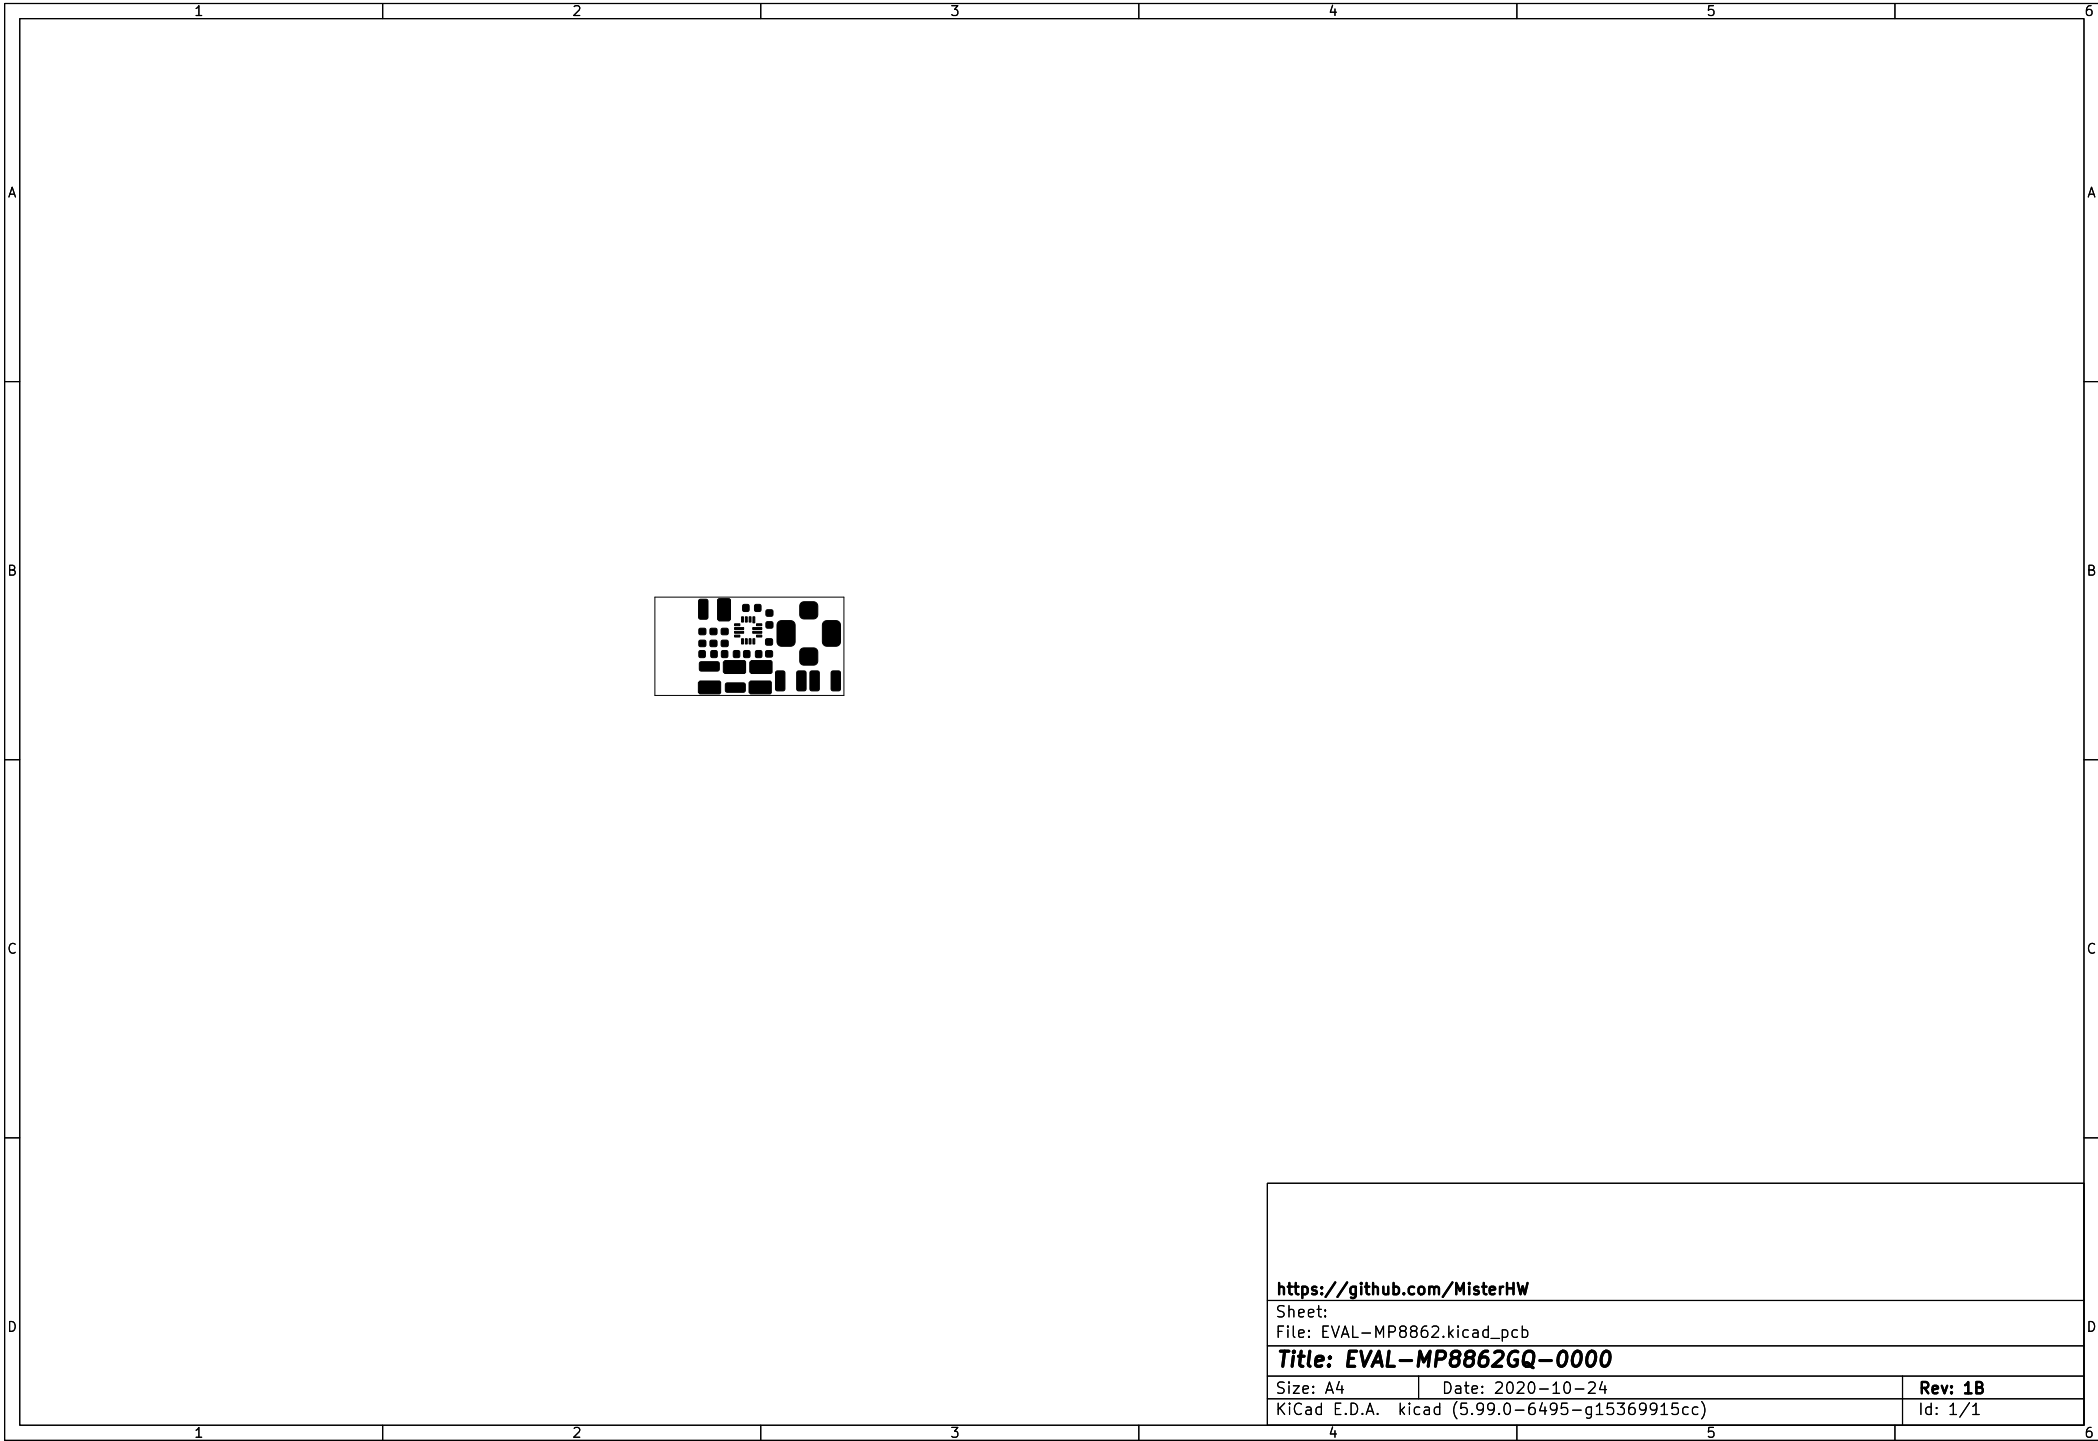 1 2 3 4 5 6
A A
B B
C C
https://github.com/MisterHW
Sheet:
D D
File: EVAL-MP8862.kicad_pcb
Title: EVAL-MP8862GQ-0000
Size: A4 Date: 2020-10-24 Rev: 1B
KiCad E.D.A. kicad (5.99.0-6495-g15369915cc) Id: 1/1
1 2 3 4 5 6